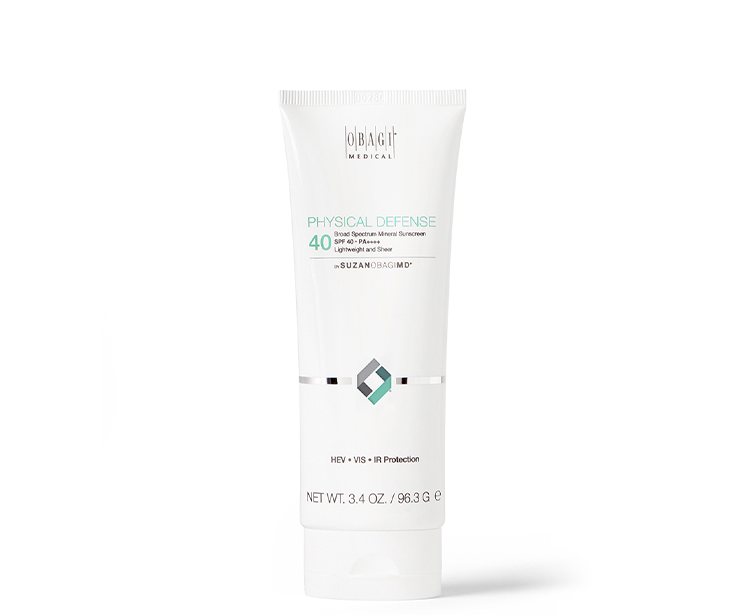 OBAGI
MEDICAL
PHYSICAL DEFENSE
40
Broad Spectrum Mineral Sunscreen
SPF 40 • PA++++
Lightweight and Sheer
BY SUZANOBAGIMD®
HEV • VIS • IR Protection
NET WT. 3.4 OZ. / 96.3 G ℮